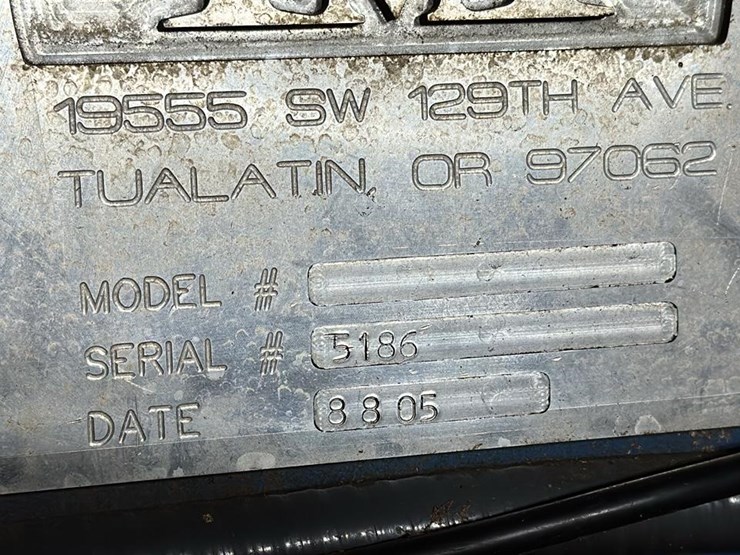 19555 SW 129TH AVE
TUALATIN, OR 97062
MODEL #
SERIAL # 5186
DATE 8 8 05